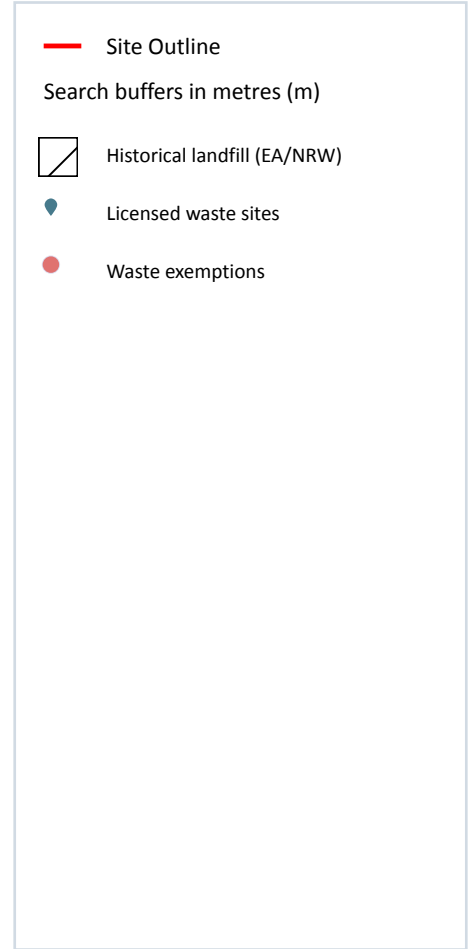 Site Outline
Search buffers in metres (m)
Historical landfill (EA/NRW)
Licensed waste sites
Waste exemptions